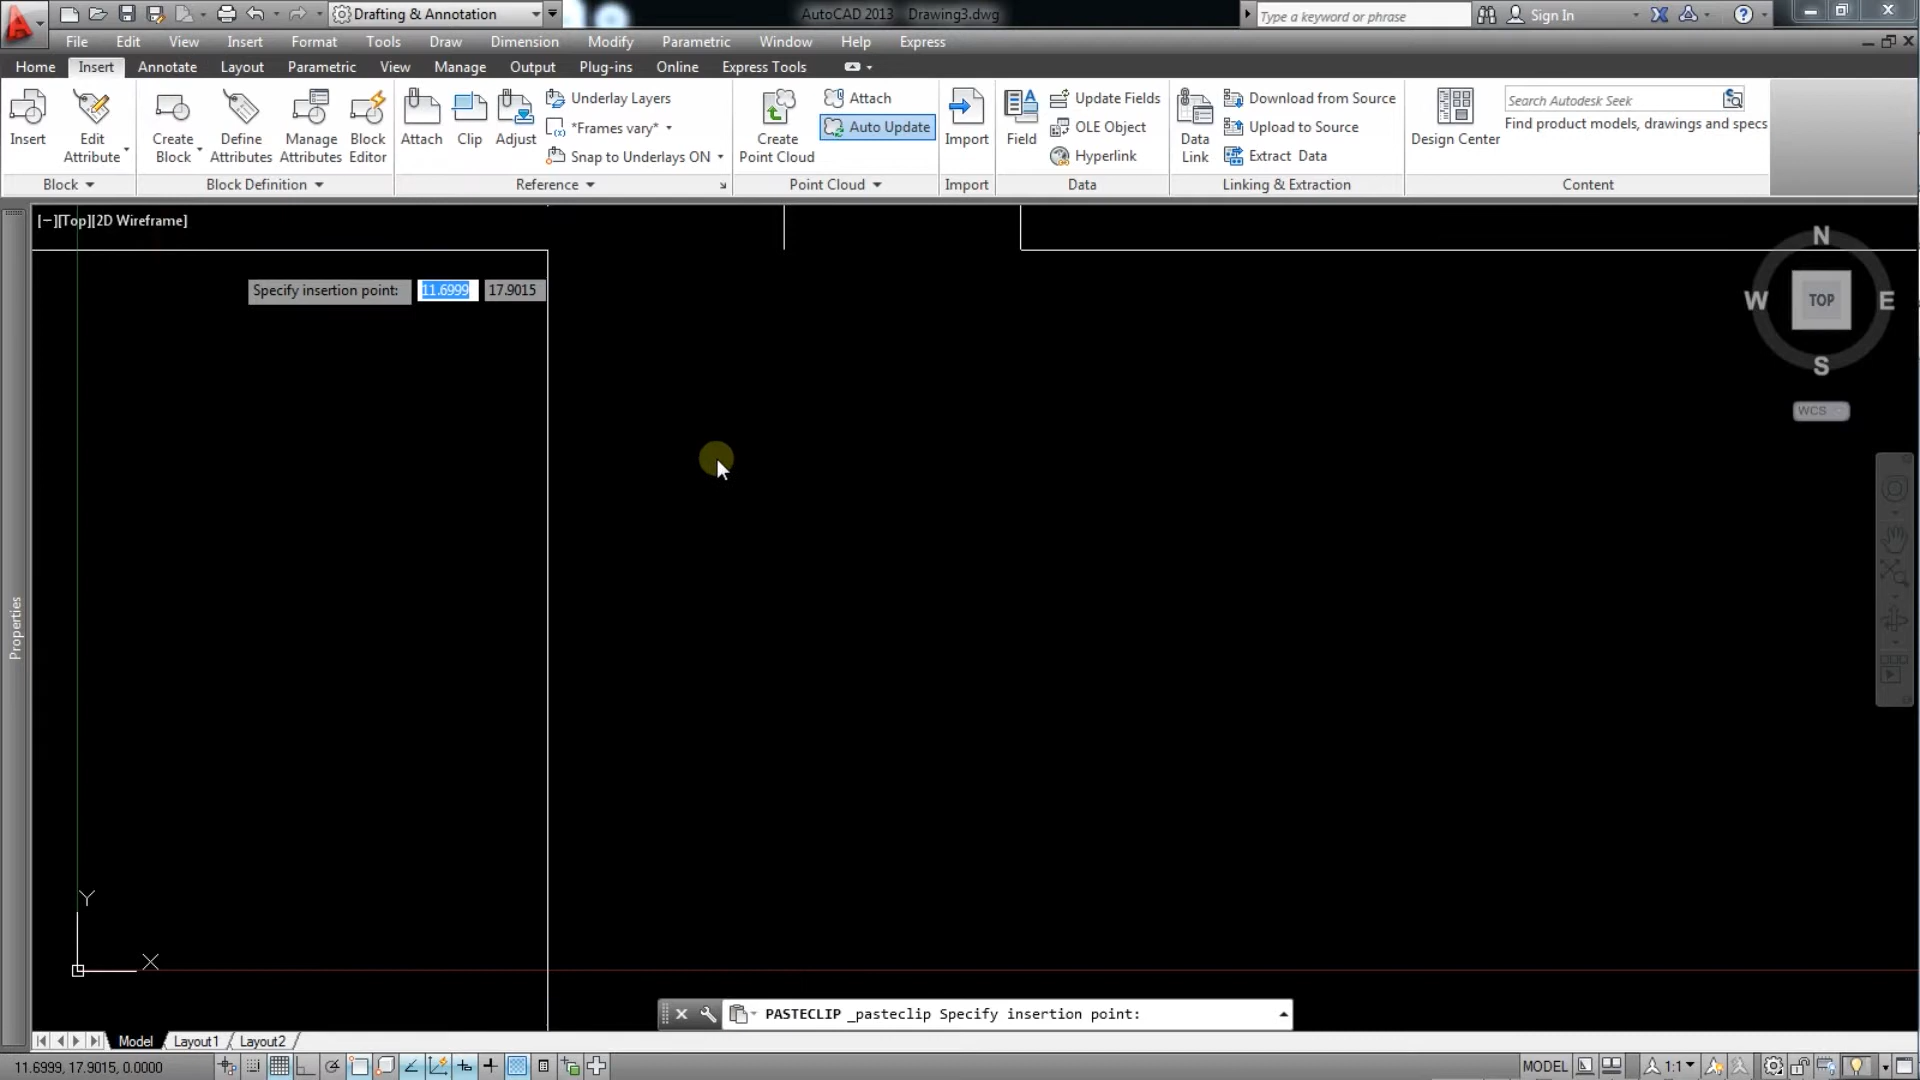 Drafting & Annotation
AutoCAD 2013 Drawing3.dwg
Type a keyword or phrase
Sign In
File Edit View Insert Format Tools Draw Dimension Modify Parametric Window Help Express
Home Insert Annotate Layout Parametric View Manage Output Plug-ins Online Express Tools
Insert
Edit Attribute
Create Block
Define Attributes
Manage Attributes
Block Editor
Attach
Clip
Adjust
Underlay Layers
*Frames vary*
Snap to Underlays ON
Create Point Cloud
Attach
Auto Update
Import
Field
Update Fields
OLE Object
Hyperlink
Data Link
Download from Source
Upload to Source
Extract Data
Design Center
Search Autodesk Seek
Find product models, drawings and specs
Block Block Definition Reference Point Cloud Import Data Linking & Extraction Content
[−][Top][2D Wireframe]
N
W TOP E
S
WCS
Specify insertion point: 11.6999 17.9015
Properties
Y
X
PASTECLIP _pasteclip Specify insertion point:
Model Layout1 Layout2
11.6999, 17.9015, 0.0000
MODEL 1:1